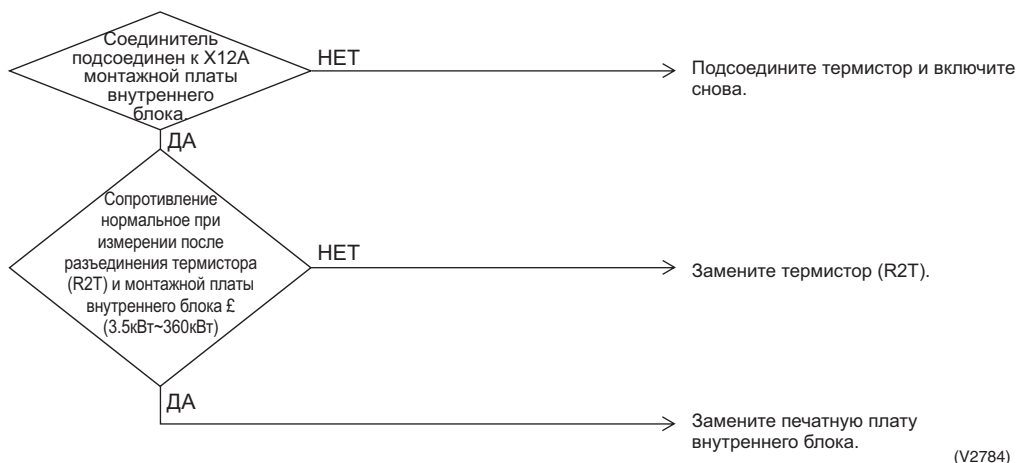 Соединитель
подсоединен к X12A
монтажной платы
внутреннего
блока.
НЕТ
Подсоедините термистор и включите
снова.
ДА
Сопротивление
нормальное при
измерении после
разъединения термистора
(R2T) и монтажной платы
внутреннего блока £
(3.5кВт~360кВт)
НЕТ
Замените термистор (R2T).
ДА
Замените печатную плату
внутреннего блока.
(V2784)